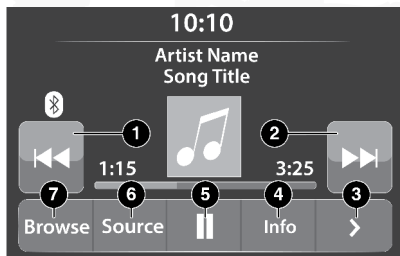 10:10
Artist Name
Song Title
1 2
1:15 3:25
7 6 5 4 3
Browse Source Info >